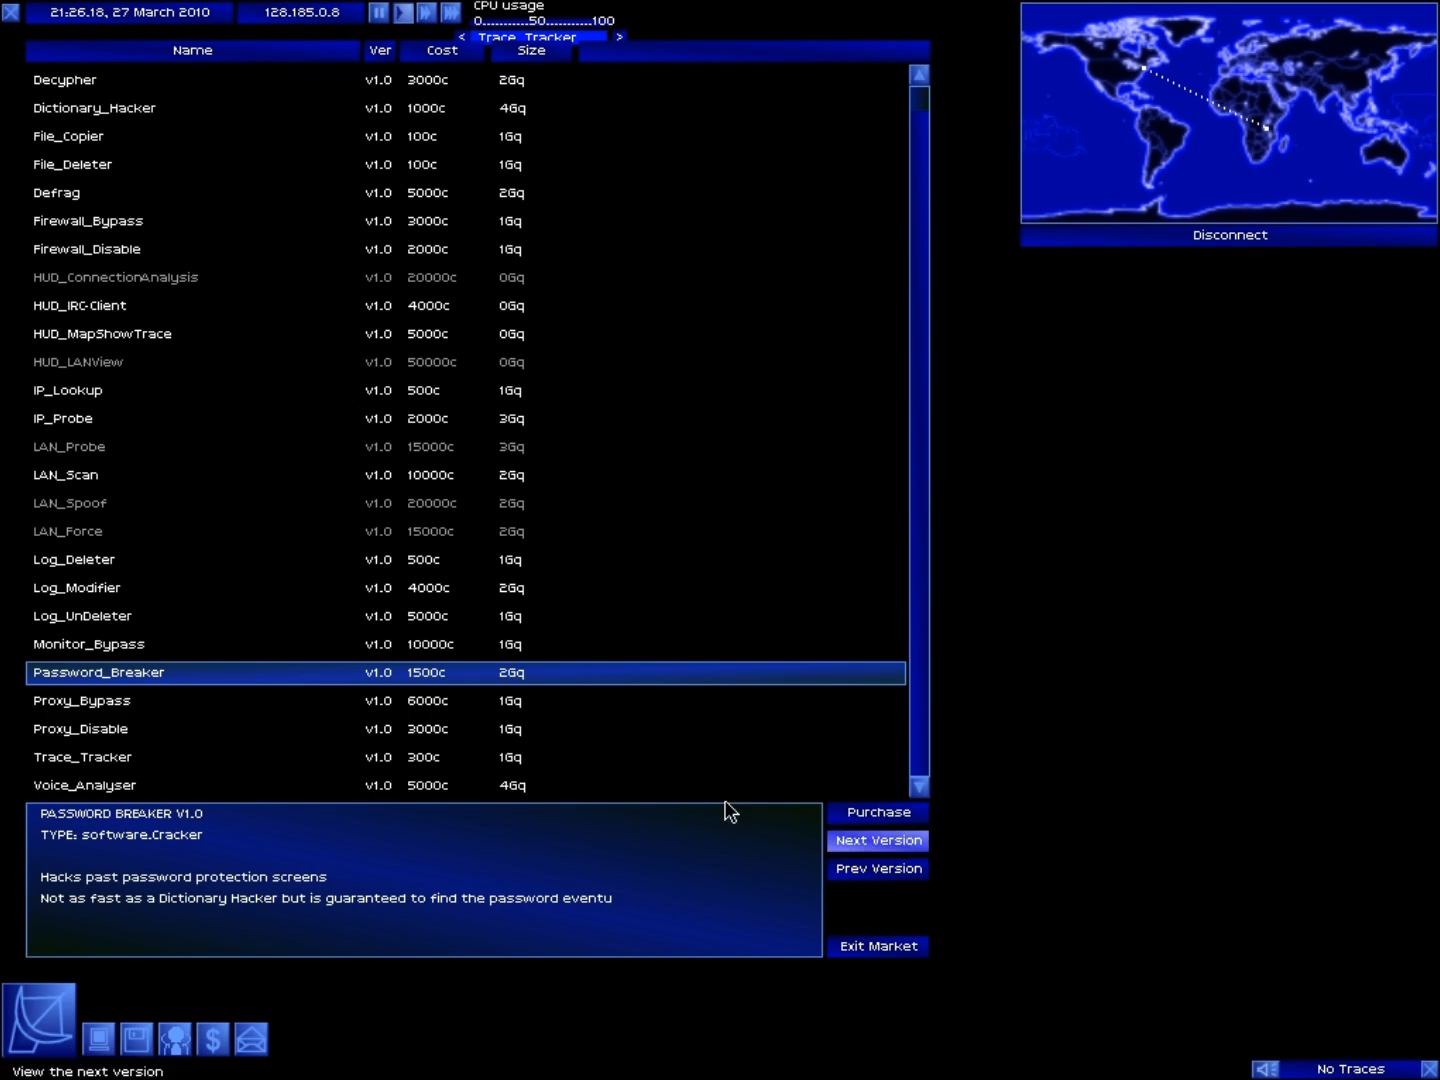 21:26.18, 27 March 2010
128.185.0.8
CPU usage
0..........50..........100
< Trace_Tracker >
Name Ver Cost Size
Decypher v1.0 3000c 2Gq
Dictionary_Hacker v1.0 1000c 4Gq
File_Copier v1.0 100c 1Gq
File_Deleter v1.0 100c 1Gq
Defrag v1.0 5000c 2Gq
Firewall_Bypass v1.0 3000c 1Gq
Firewall_Disable v1.0 2000c 1Gq
HUD_ConnectionAnalysis v1.0 20000c 0Gq
HUD_IRC-Client v1.0 4000c 0Gq
HUD_MapShowTrace v1.0 5000c 0Gq
HUD_LANView v1.0 50000c 0Gq
IP_Lookup v1.0 500c 1Gq
IP_Probe v1.0 2000c 3Gq
LAN_Probe v1.0 15000c 3Gq
LAN_Scan v1.0 10000c 2Gq
LAN_Spoof v1.0 20000c 2Gq
LAN_Force v1.0 15000c 2Gq
Log_Deleter v1.0 500c 1Gq
Log_Modifier v1.0 4000c 2Gq
Log_UnDeleter v1.0 5000c 1Gq
Monitor_Bypass v1.0 10000c 1Gq
Password_Breaker v1.0 1500c 2Gq
Proxy_Bypass v1.0 6000c 1Gq
Proxy_Disable v1.0 3000c 1Gq
Trace_Tracker v1.0 300c 1Gq
Voice_Analyser v1.0 5000c 4Gq
PASSWORD BREAKER V1.0
TYPE: software.Cracker
Hacks past password protection screens
Not as fast as a Dictionary Hacker but is guaranteed to find the password eventu
Purchase
Next Version
Prev Version
Exit Market
Disconnect
View the next version
No Traces